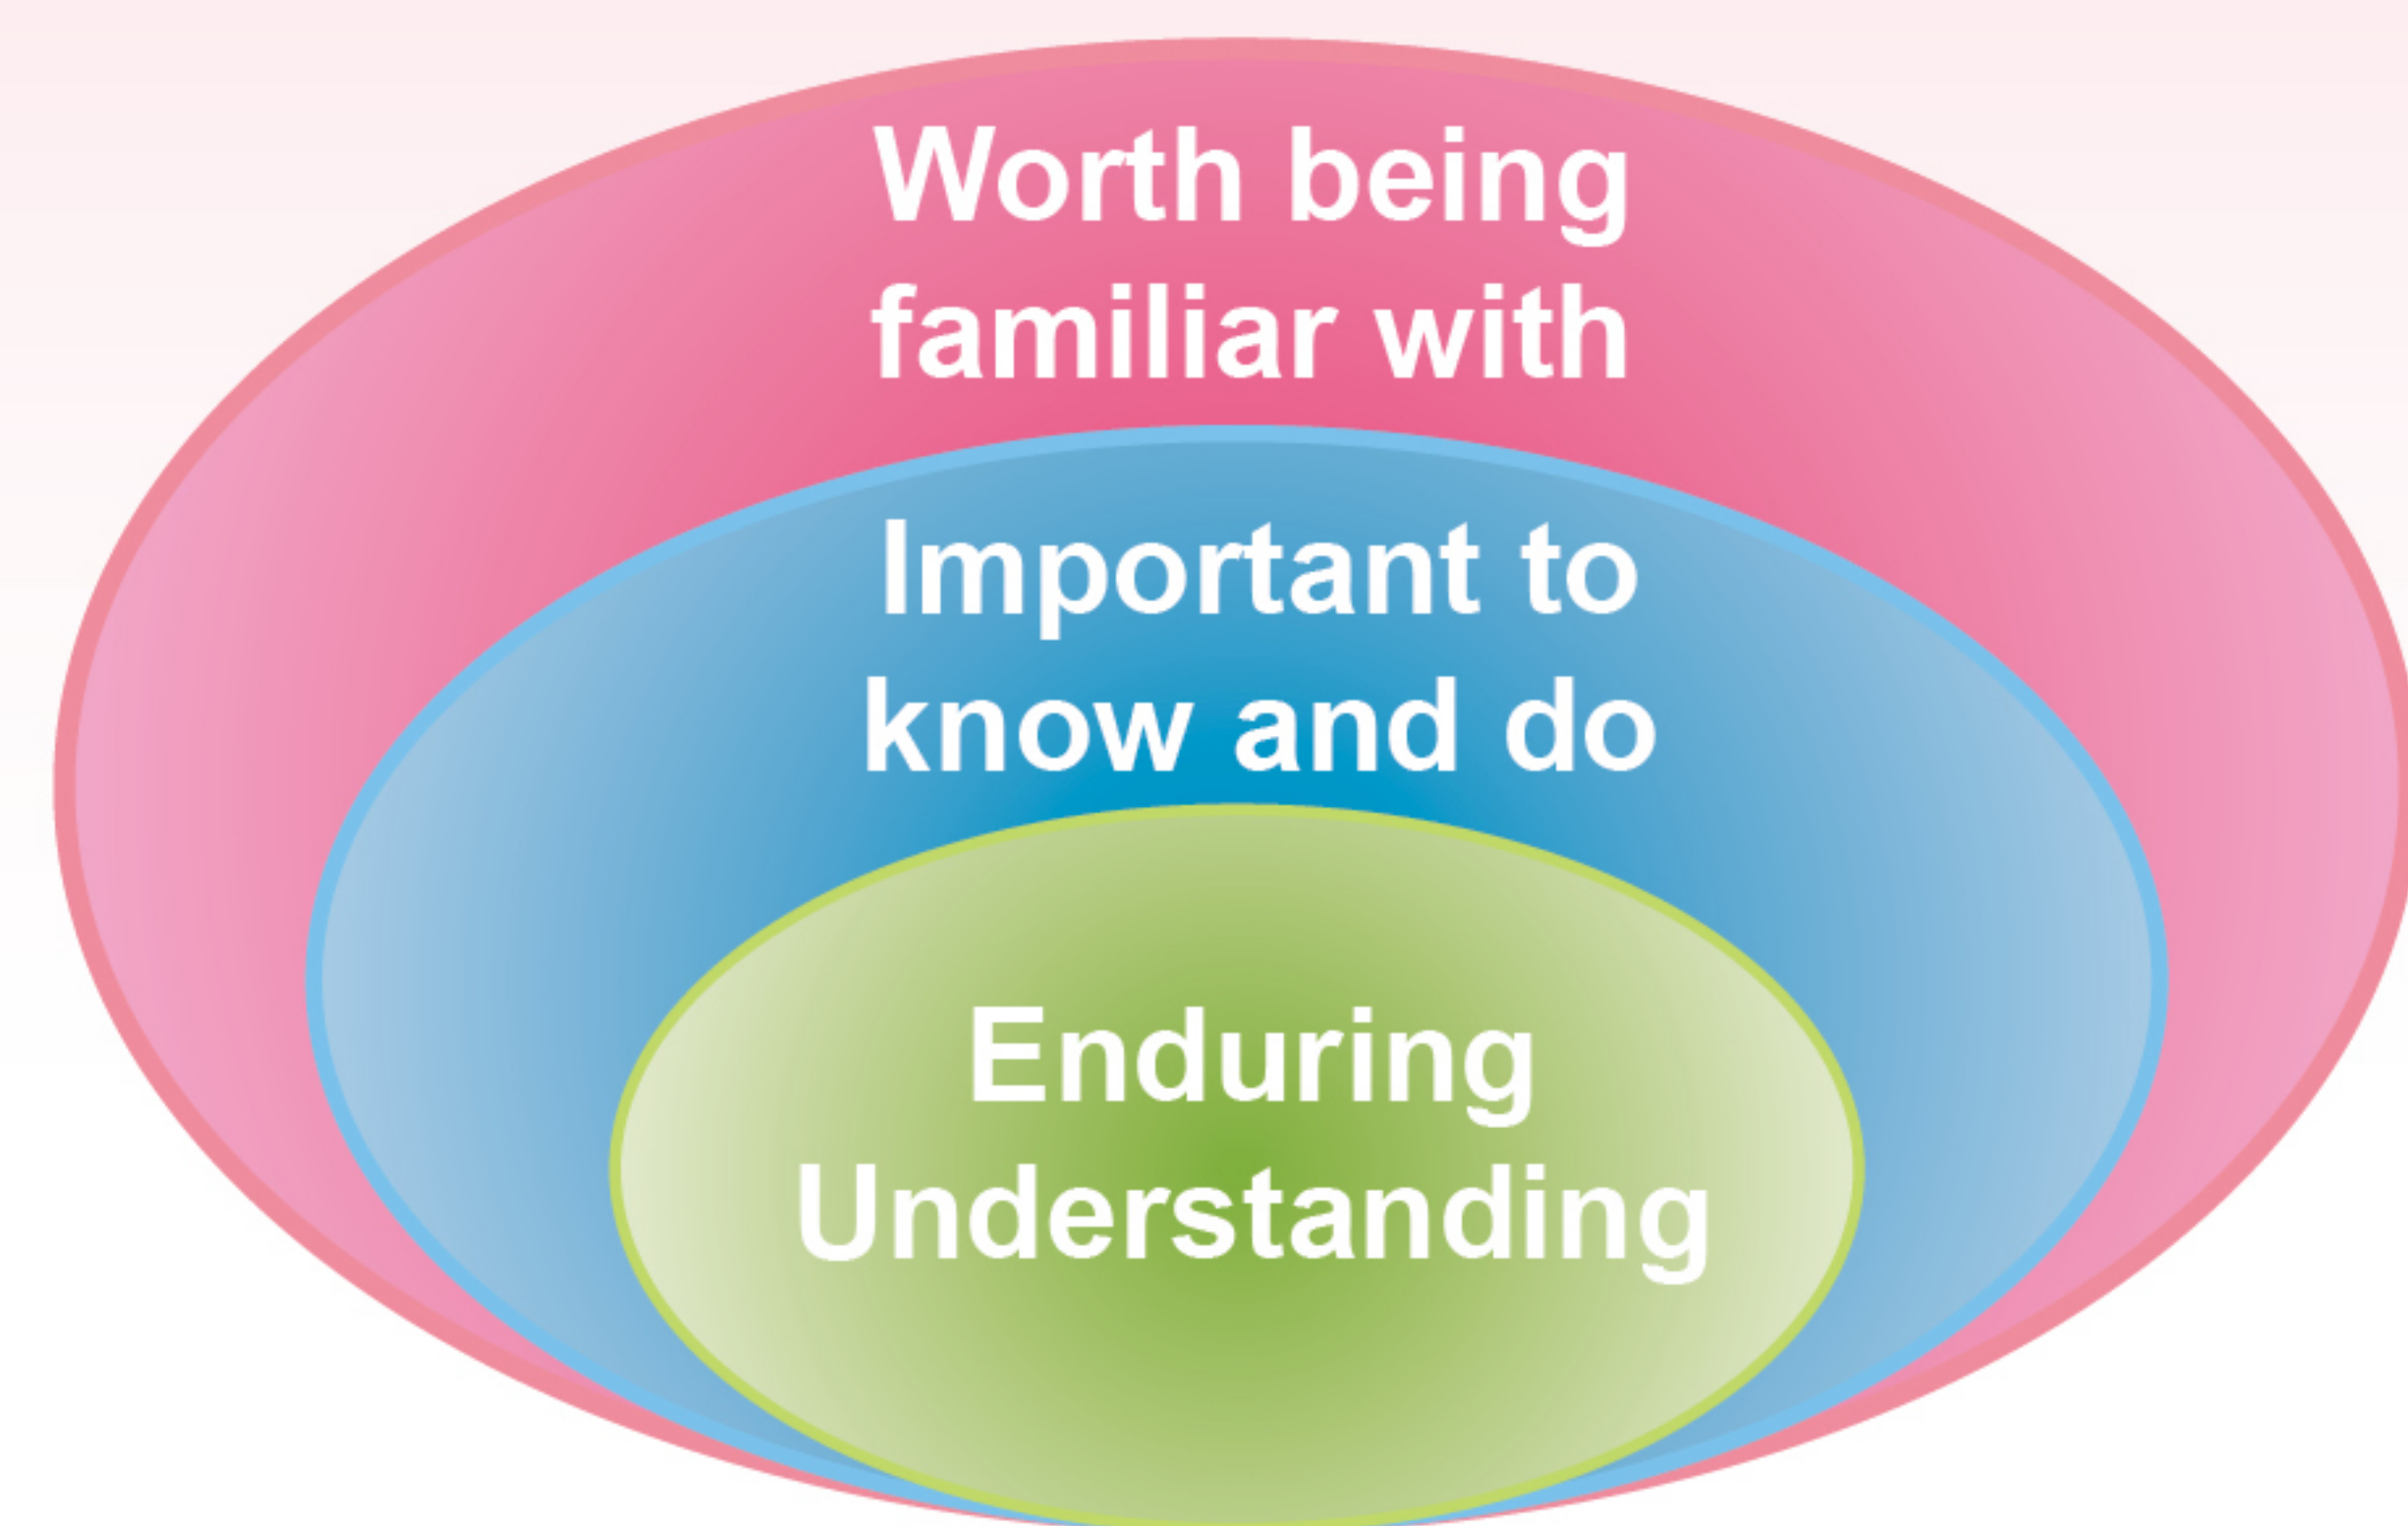 Worth being
familiar with
Important to
know and do
Enduring
Understanding